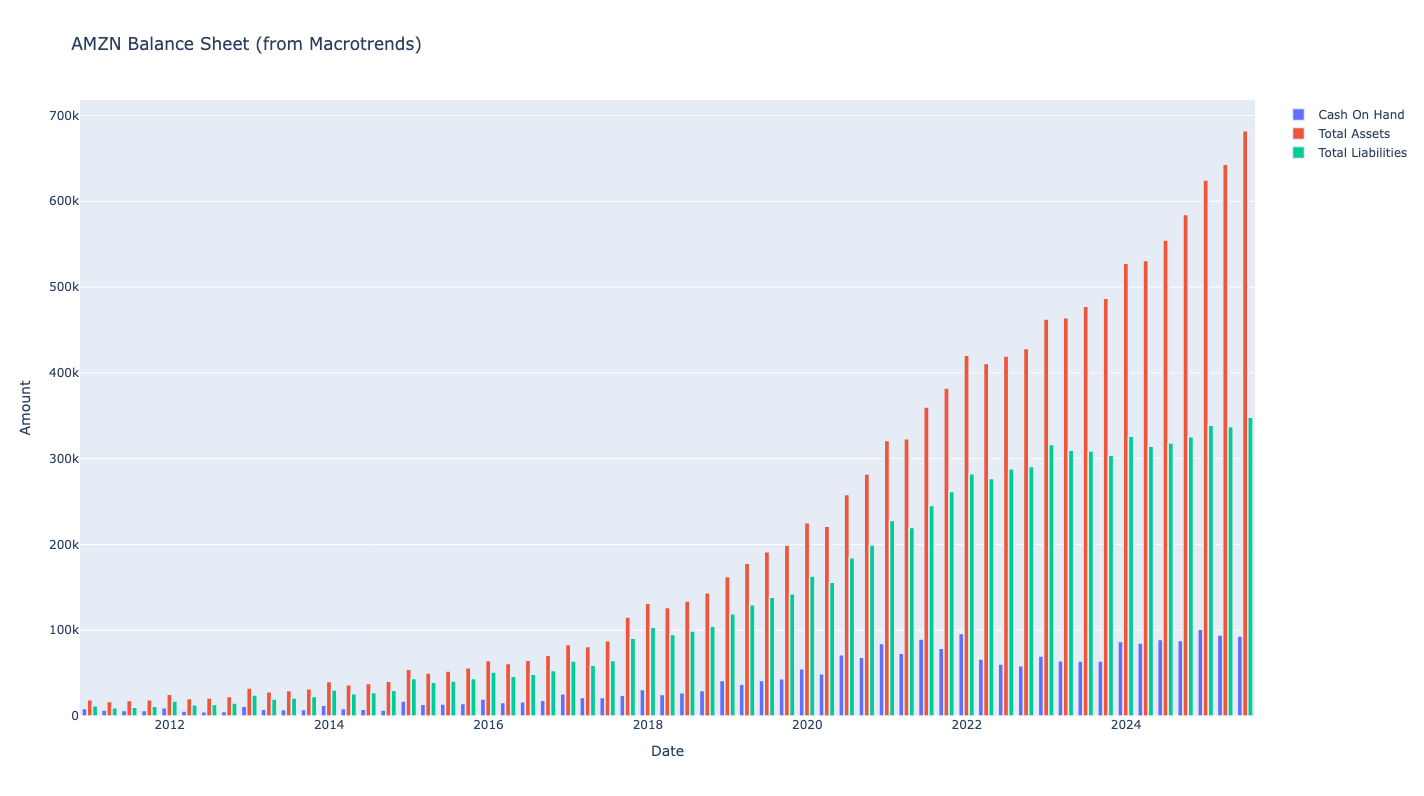 AMZN Balance Sheet (from Macrotrends)
700k
600k
500k
400k
300k
200k
100k
0
Amount
2012
2014
2016
2018
2020
2022
2024
Date
Cash On Hand
Total Assets
Total Liabilities